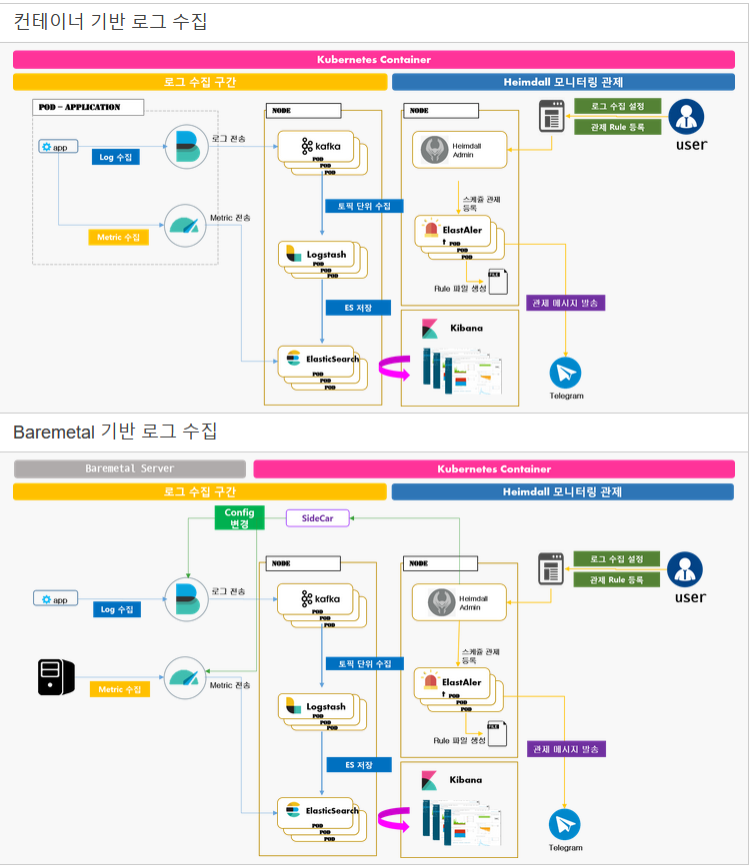 컨테이너 기반 로그 수집
Kubernetes Container
로그 수집 구간
Heimdall 모니터링 관제
POD – APPLICATION
app
Log 수집
Metric 수집
로그 전송
Metric 전송
NODE
kafka
POD
POD
POD
토픽 단위 수집
Logstash
POD
POD
POD
ES 저장
ElasticSearch
POD
POD
POD
NODE
Heimdall
Admin
스케쥴 관제
등록
ElastAler
t
POD
POD
POD
FILE
Rule 파일 생성
Kibana
로그 수집 설정
관제 Rule 등록
user
관제 메시지 발송
Telegram
Baremetal 기반 로그 수집
Baremetal Server
Kubernetes Container
로그 수집 구간
Heimdall 모니터링 관제
Config
변경
SideCar
app
Log 수집
Metric 수집
로그 전송
Metric 전송
NODE
kafka
POD
POD
POD
토픽 단위 수집
Logstash
POD
POD
POD
ES 저장
ElasticSearch
POD
POD
POD
NODE
Heimdall
Admin
스케쥴 관제
등록
ElastAler
t
POD
POD
POD
FILE
Rule 파일 생성
Kibana
로그 수집 설정
관제 Rule 등록
user
관제 메시지 발송
Telegram